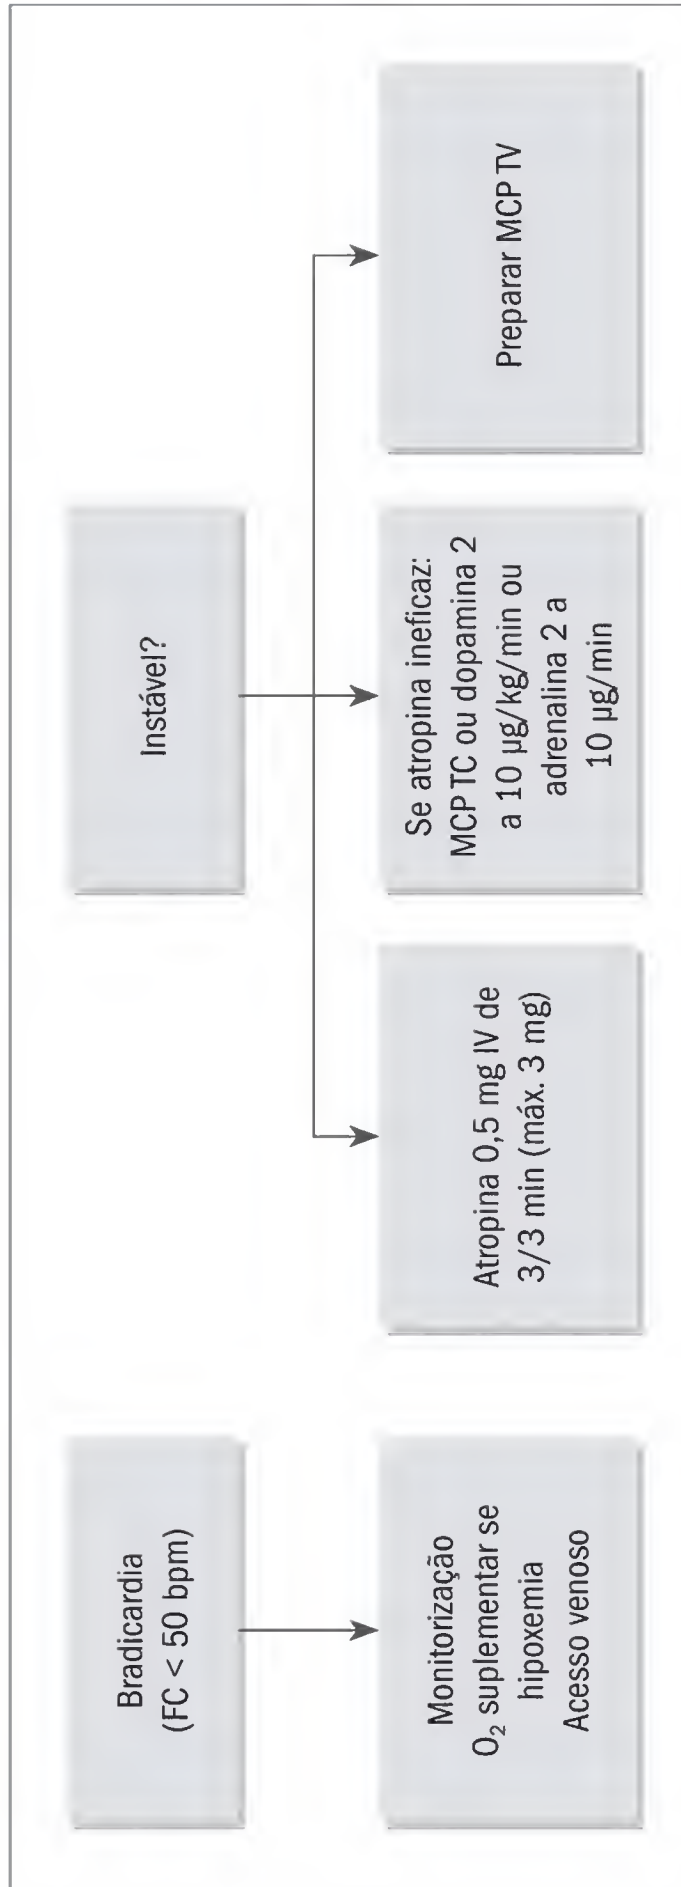 Bradicardia
(FC < 50 bpm)
Instável?
Monitorização
O₂ suplementar se
hipoxemia
Acesso venoso
Atropina 0,5 mg IV de
3/3 min (máx. 3 mg)
Se atropina ineficaz:
MCP TC ou dopamina 2
a 10 µg/kg/min ou
adrenalina 2 a
10 µg/min
Preparar MCP TV